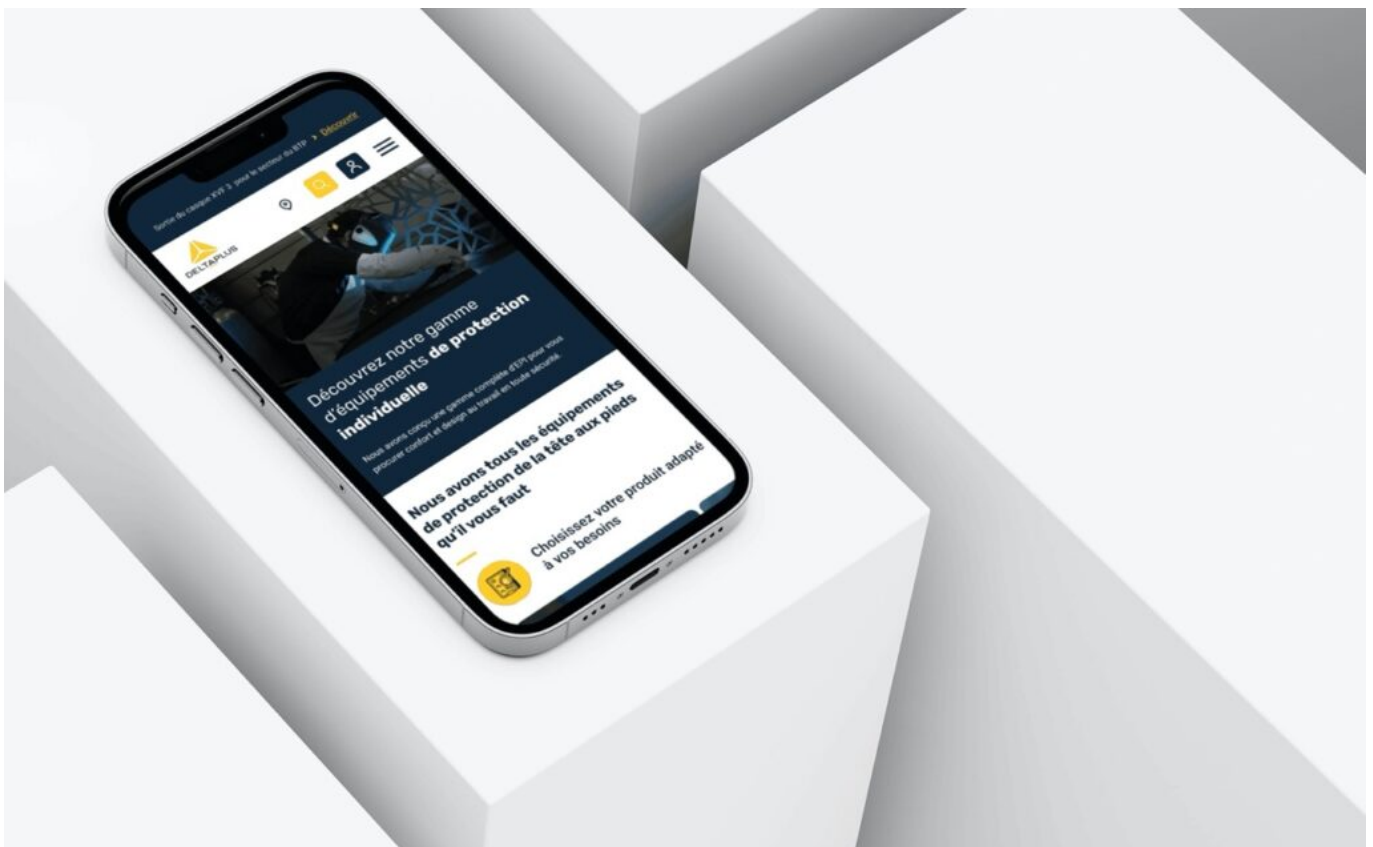 Sortie du casque XVF 3 pour le secteur du BTP > Découvrir
DELTAPLUS
Découvrez notre gamme
d'équipements de protection
individuelle
Nous avons conçu une gamme complète d'EPI pour vous
procurer confort et design au travail en toute sécurité.
Nous avons tous les équipements
de protection de la tête aux pieds
qu'il vous faut
Choisissez votre produit adapté
à vos besoins